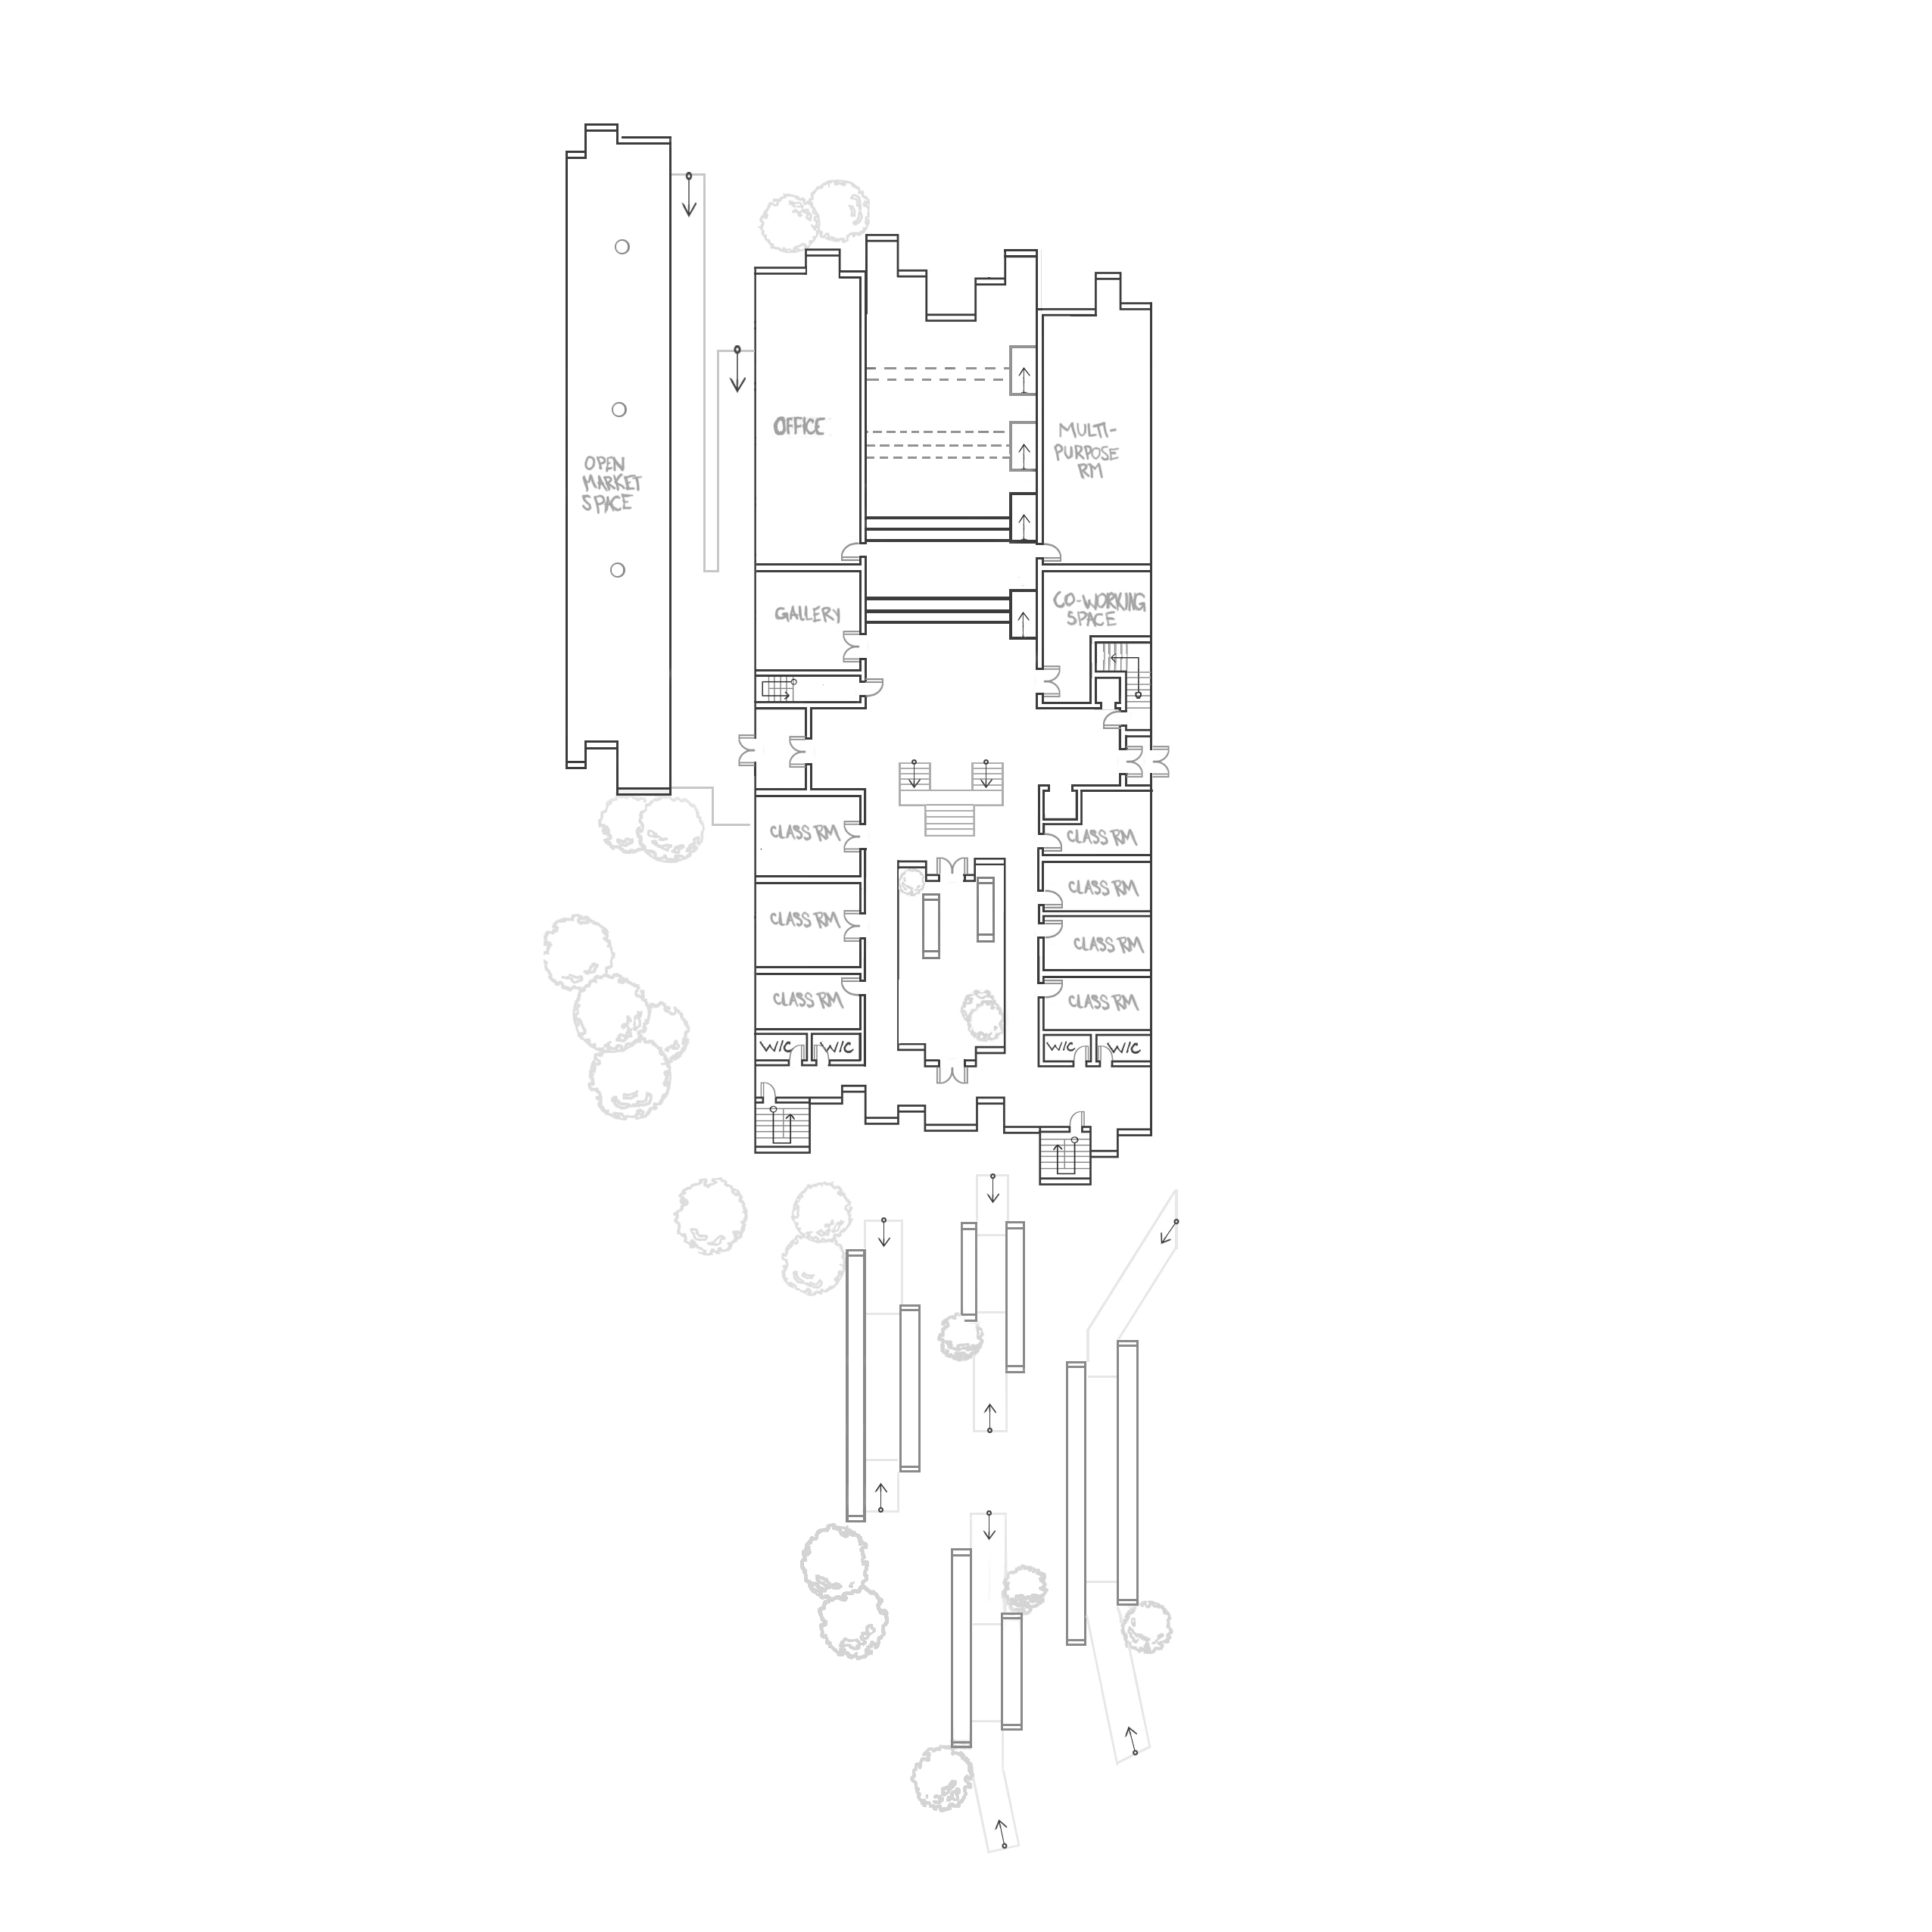 OFFICE
MULTI-
PURPOSE
RM
OPEN
MARKET
SPACE
GALLERY
CO-WORKING
SPACE
CLASS RM
CLASS RM
CLASS RM
CLASS RM
CLASS RM
CLASS RM
CLASS RM
W/C
W/C
W/C
W/C